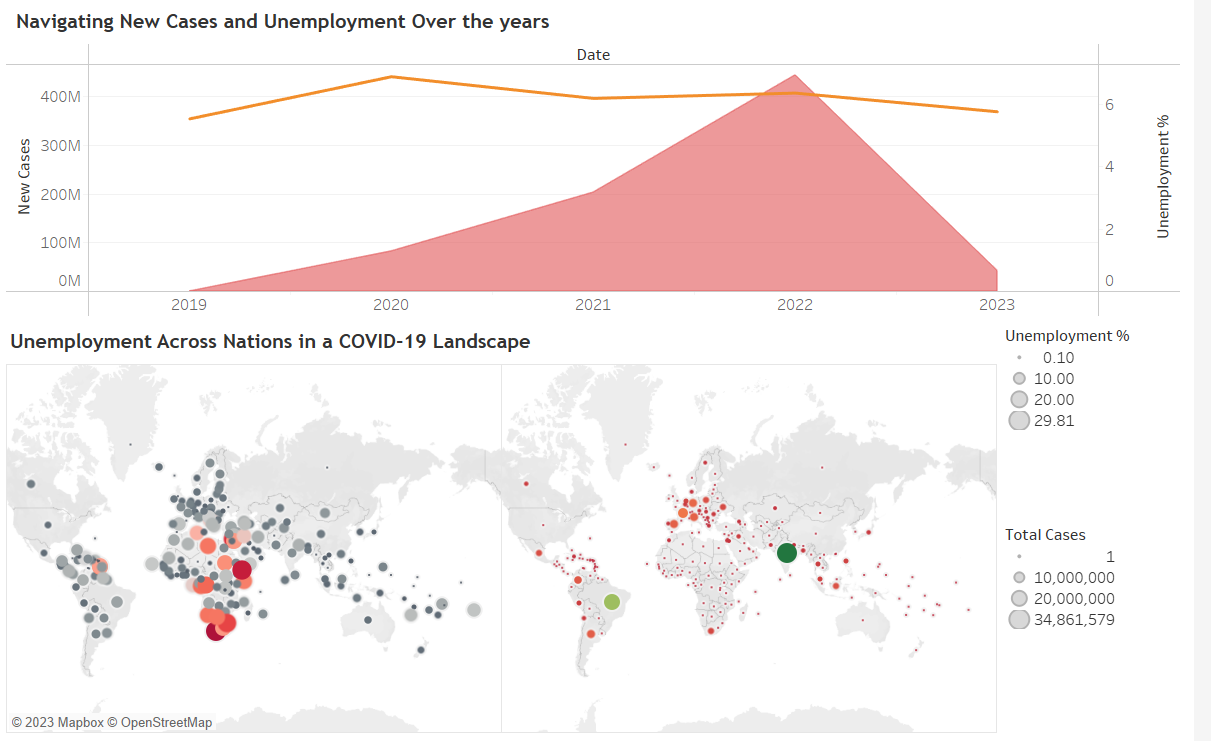 Navigating New Cases and Unemployment Over the years
Date
New Cases
400M
300M
200M
100M
0M
6
4
2
0
Unemployment %
2019 2020 2021 2022 2023
Unemployment Across Nations in a COVID-19 Landscape
Unemployment %
0.10
10.00
20.00
29.81
Total Cases
1
10,000,000
20,000,000
34,861,579
© 2023 Mapbox © OpenStreetMap